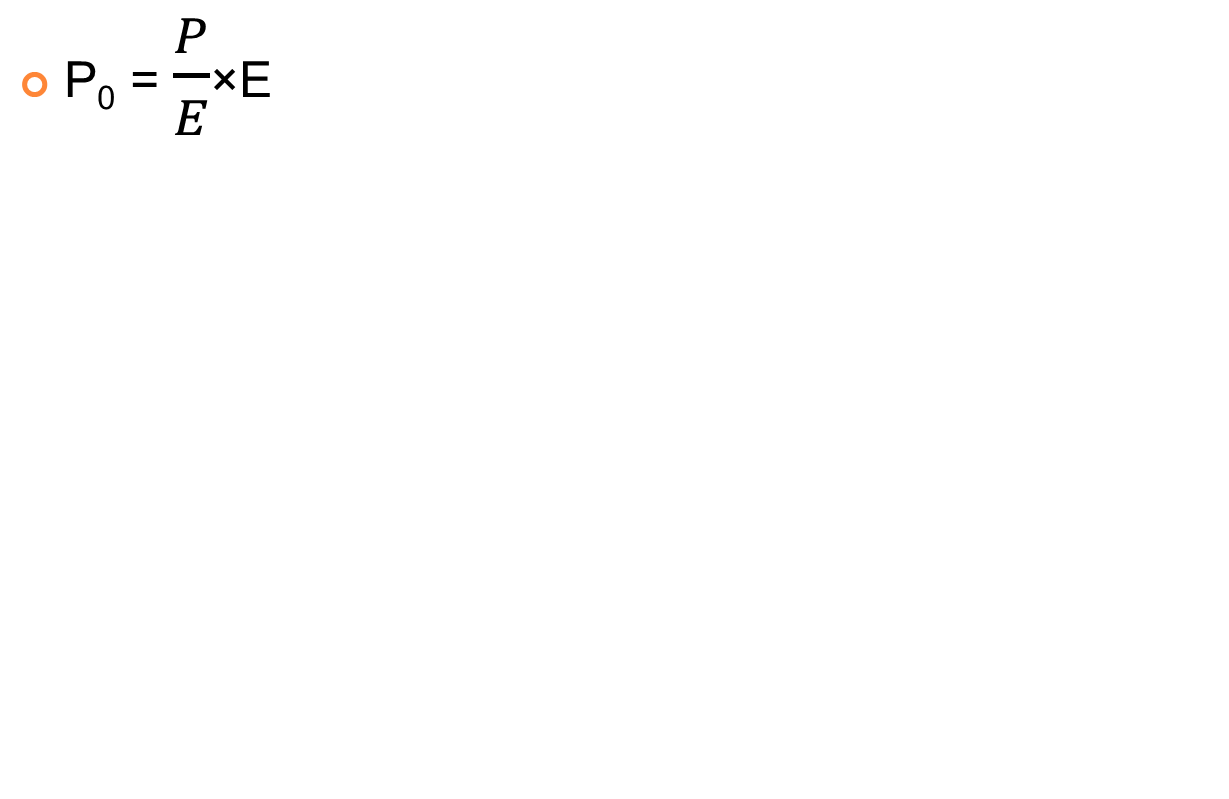 P₀ = P/E ×E